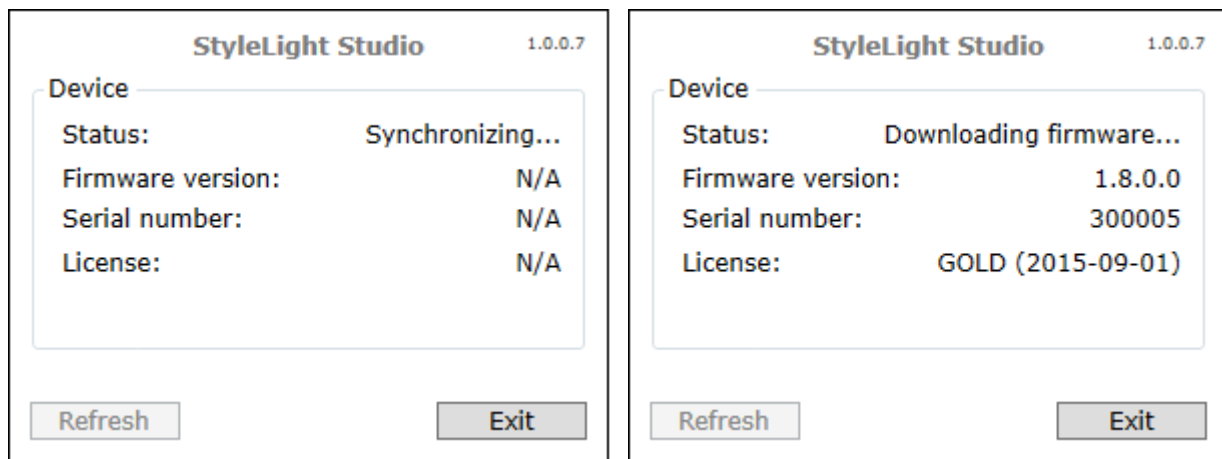 StyleLight Studio 1.0.0.7
Device
Status: Synchronizing...
Firmware version: N/A
Serial number: N/A
License: N/A
Refresh Exit
StyleLight Studio 1.0.0.7
Device
Status: Downloading firmware...
Firmware version: 1.8.0.0
Serial number: 300005
License: GOLD (2015-09-01)
Refresh Exit